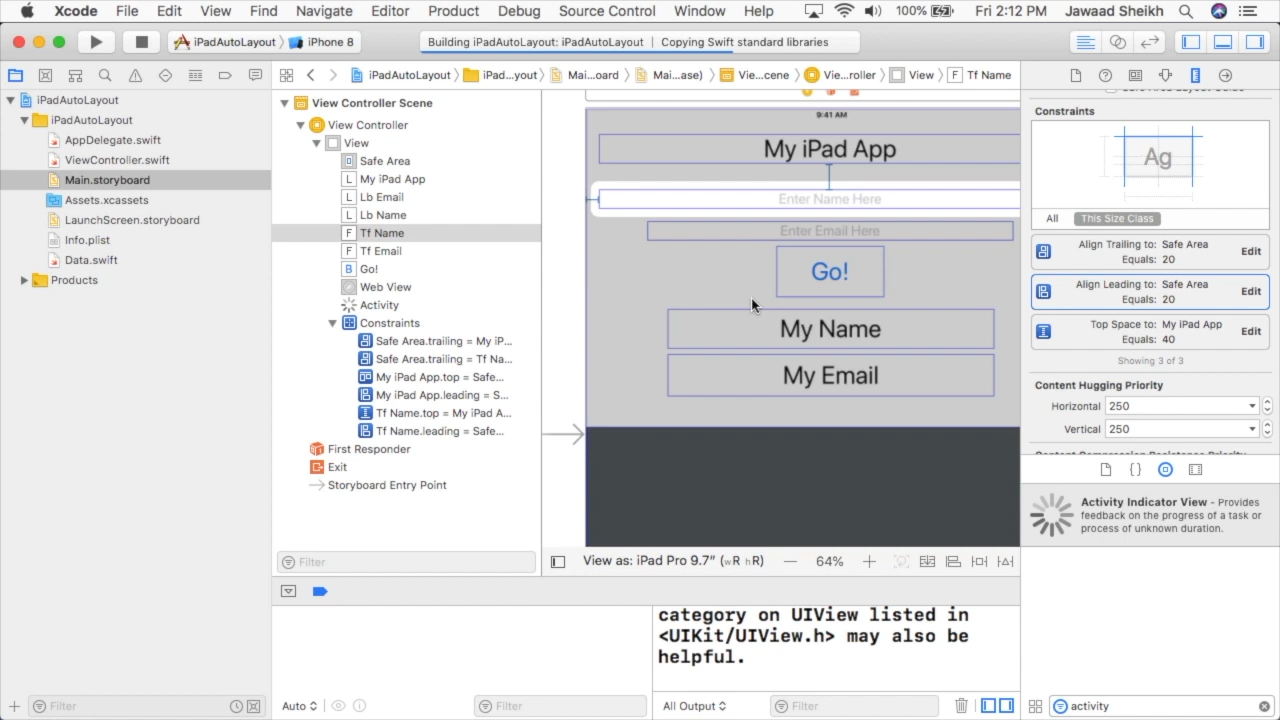 Xcode File Edit View Find Navigate Editor Product Debug Source Control Window Help 100% Fri 2:12 PM Jawaad Sheikh
iPadAutoLayout iPhone 8 Building iPadAutoLayout: iPadAutoLayout | Copying Swift standard libraries
iPadAutoLayout iPad...yout Mai...oard Mai...ase) Vie...cene Vie...roller View F Tf Name
iPadAutoLayout
iPadAutoLayout
AppDelegate.swift
ViewController.swift
Main.storyboard
Assets.xcassets
LaunchScreen.storyboard
Info.plist
Data.swift
Products
Filter
View Controller Scene
View Controller
View
Safe Area
L My iPad App
L Lb Email
L Lb Name
F Tf Name
F Tf Email
B Go!
Web View
Activity
Constraints
Safe Area.trailing = My iP...
Safe Area.trailing = Tf Na...
My iPad App.top = Safe...
My iPad App.leading = S...
Tf Name.top = My iPad A...
Tf Name.leading = Safe...
First Responder
Exit
Storyboard Entry Point
Filter
9:41 AM
My iPad App
Enter Name Here
Enter Email Here
Go!
My Name
My Email
View as: iPad Pro 9.7” (wR hR) — 64% +
category on UIView listed in
<UIKit/UIView.h> may also be
helpful.
Auto Filter
All Output Filter
Constraints
Ag
All This Size Class
Align Trailing to: Safe Area Edit
Equals: 20
Align Leading to: Safe Area Edit
Equals: 20
Top Space to: My iPad App Edit
Equals: 40
Showing 3 of 3
Content Hugging Priority
Horizontal 250
Vertical 250
Content Compression Resistance Priority
Activity Indicator View - Provides
feedback on the progress of a task or
process of unknown duration.
activity